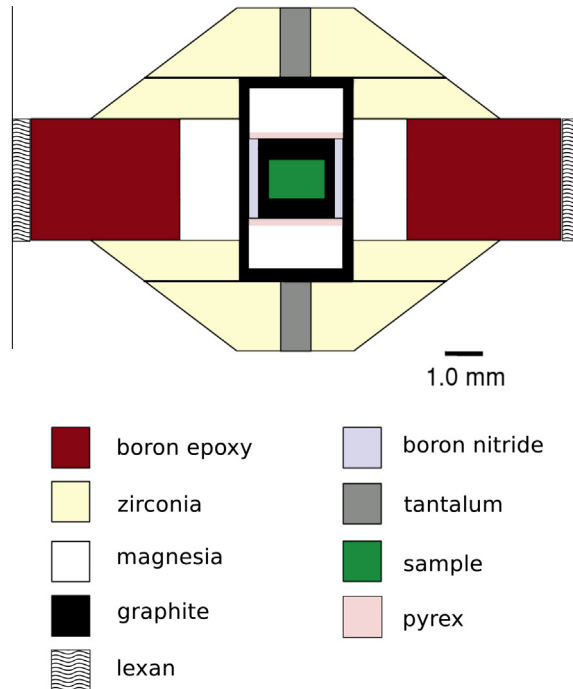 1.0 mm
boron epoxy
boron nitride
zirconia
tantalum
magnesia
sample
graphite
pyrex
lexan